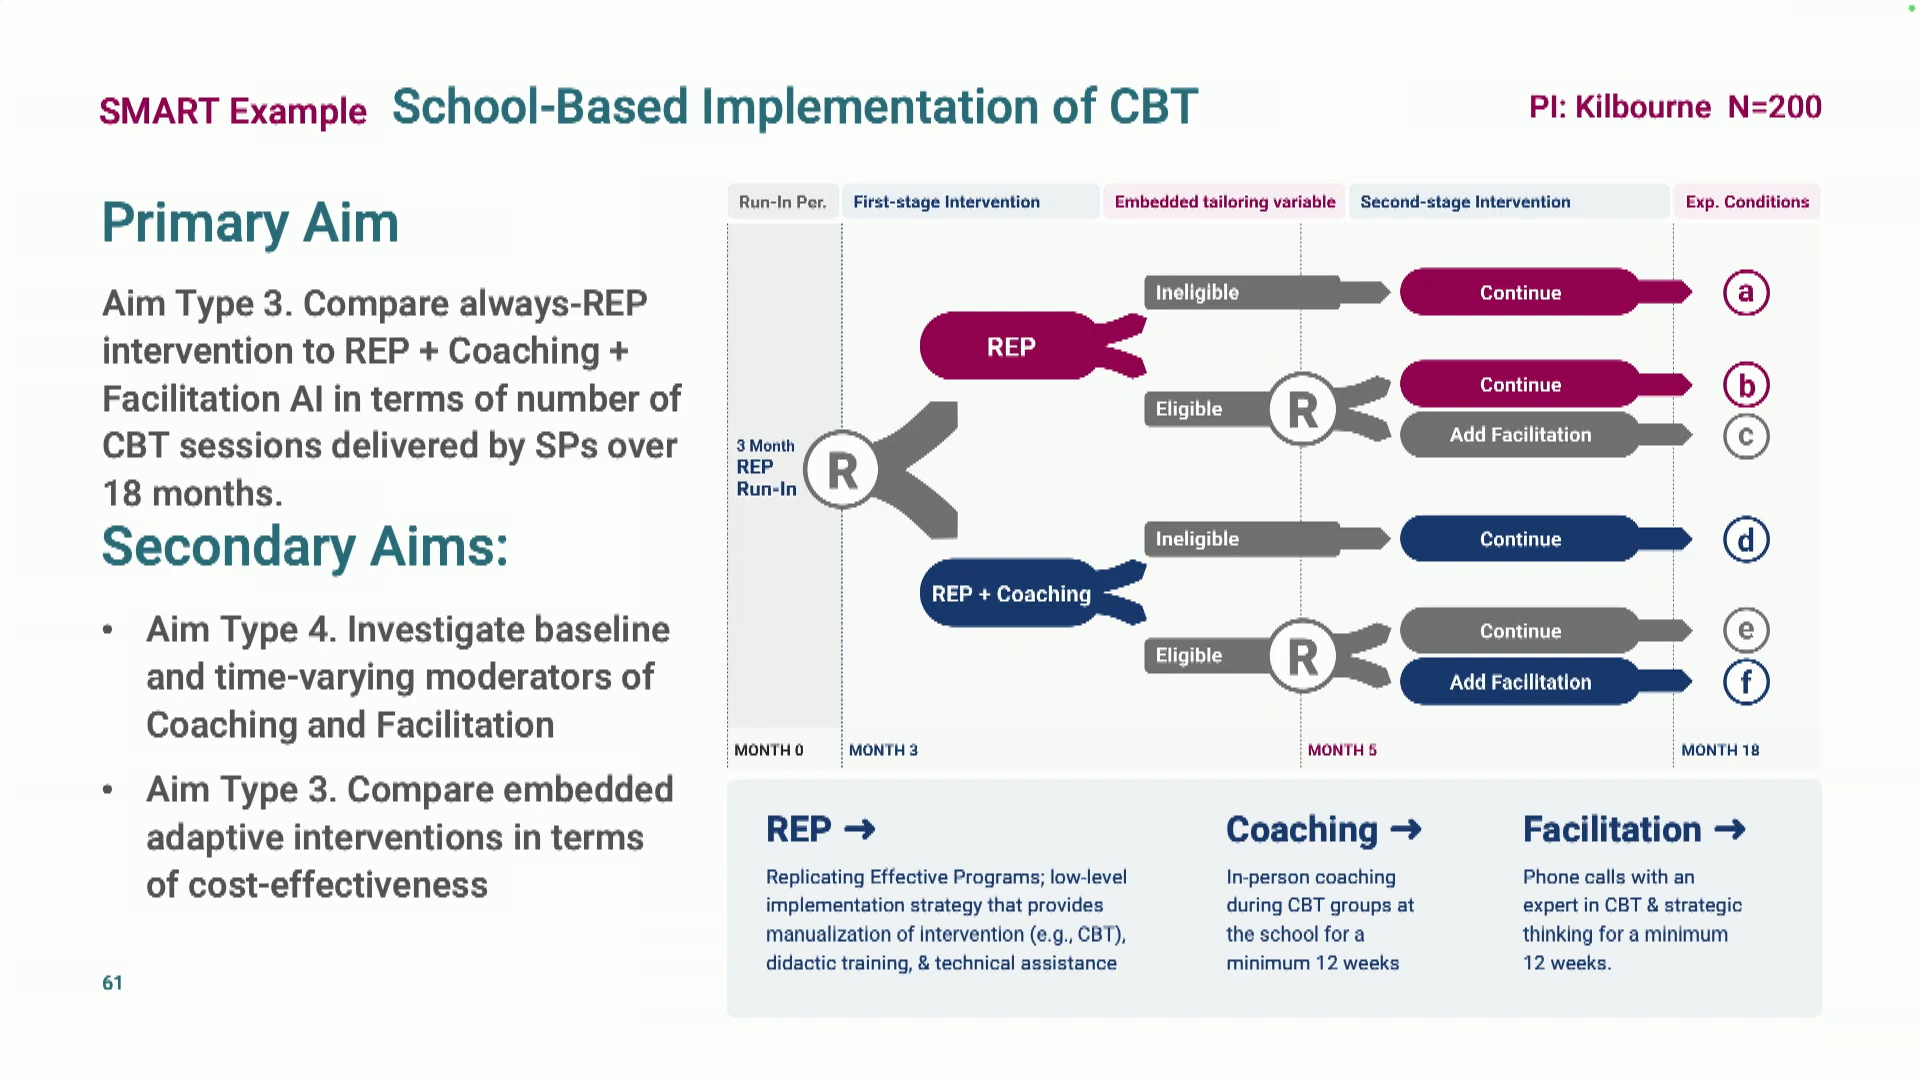 SMART Example School-Based Implementation of CBT
PI: Kilbourne N=200
Primary Aim
Aim Type 3. Compare always-REP
intervention to REP + Coaching +
Facilitation AI in terms of number of
CBT sessions delivered by SPs over
18 months.
Secondary Aims:
• Aim Type 4. Investigate baseline
and time-varying moderators of
Coaching and Facilitation
• Aim Type 3. Compare embedded
adaptive interventions in terms
of cost-effectiveness
61
Run-In Per.
First-stage Intervention
Embedded tailoring variable
Second-stage Intervention
Exp. Conditions
3 Month
REP
Run-In
R
REP
Ineligible
Continue
a
Eligible
R
Continue
b
Add Facilitation
c
REP + Coaching
Ineligible
Continue
d
Eligible
R
Continue
e
Add Facilitation
f
MONTH 0
MONTH 3
MONTH 5
MONTH 18
REP →
Replicating Effective Programs; low-level
implementation strategy that provides
manualization of intervention (e.g., CBT),
didactic training, & technical assistance
Coaching →
In-person coaching
during CBT groups at
the school for a
minimum 12 weeks
Facilitation →
Phone calls with an
expert in CBT & strategic
thinking for a minimum
12 weeks.